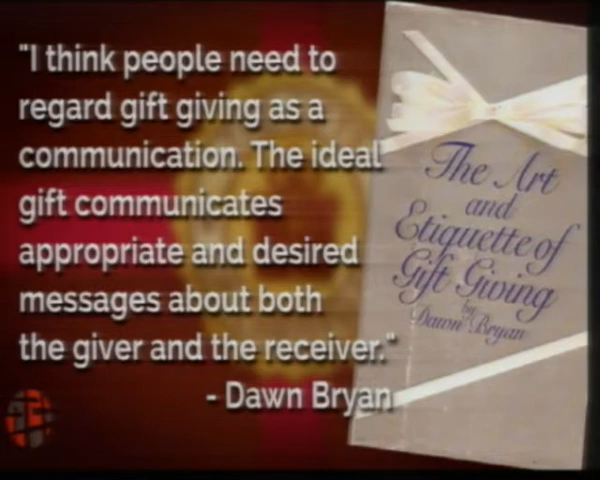 "I think people need to
regard gift giving as a
communication. The ideal
gift communicates
appropriate and desired
messages about both
the giver and the receiver."
- Dawn Bryan
The Art
and
Etiquette of
Gift Giving
by
Dawn Bryan